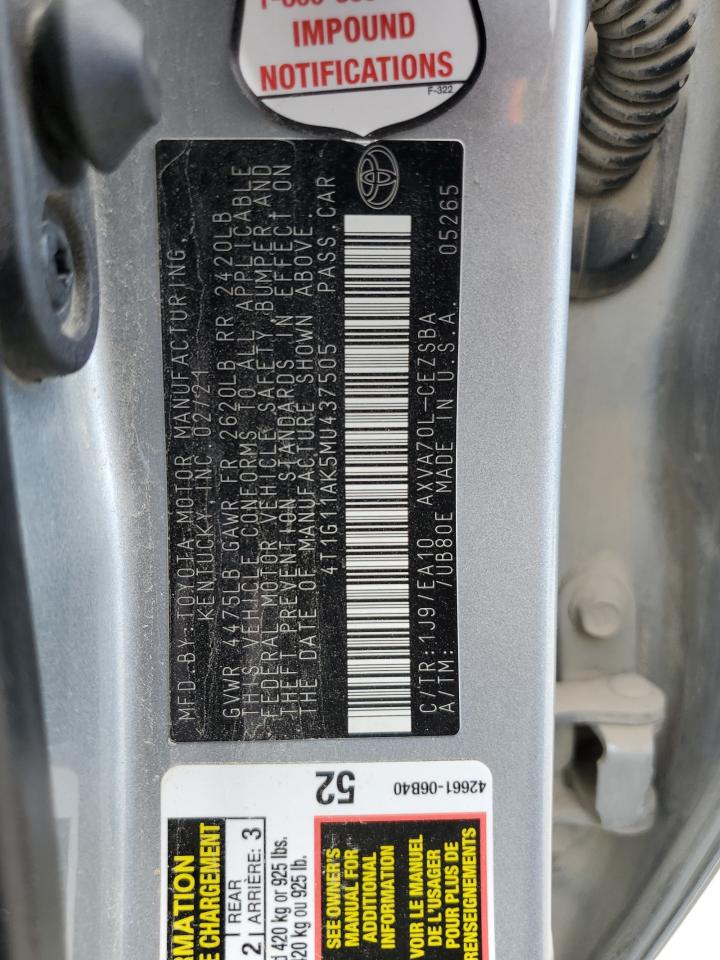 IMPOUND
NOTIFICATIONS
F-322
MFD.BY:TOYOTA MOTOR MANUFACTURING,
KENTUCKY,INC. 02/21
GVWR 4475LB GAWR FR 2620LB RR 2420LB
THIS VEHICLE CONFORMS TO ALL APPLICABLE
FEDERAL MOTOR VEHICLE SAFETY, BUMPER, AND
THEFT PREVENTION STANDARDS IN EFFECT ON
THE DATE OF MANUFACTURE SHOWN ABOVE.
4T1G11AK5MU437505 PASS.CAR
C/TR:1J9/EA10 AXVA70L-CEZSBA
A/TM: /UB80E MADE IN U.S.A. 05265
52
42661-06B40
REAR
ARRIÈRE: 3
2
420 kg or 925 lbs.
420 kg ou 925 lb.
SEE OWNER'S
MANUAL FOR
ADDITIONAL
INFORMATION
VOIR LE MANUEL
DE L'USAGER
POUR PLUS DE
RENSEIGNEMENTS